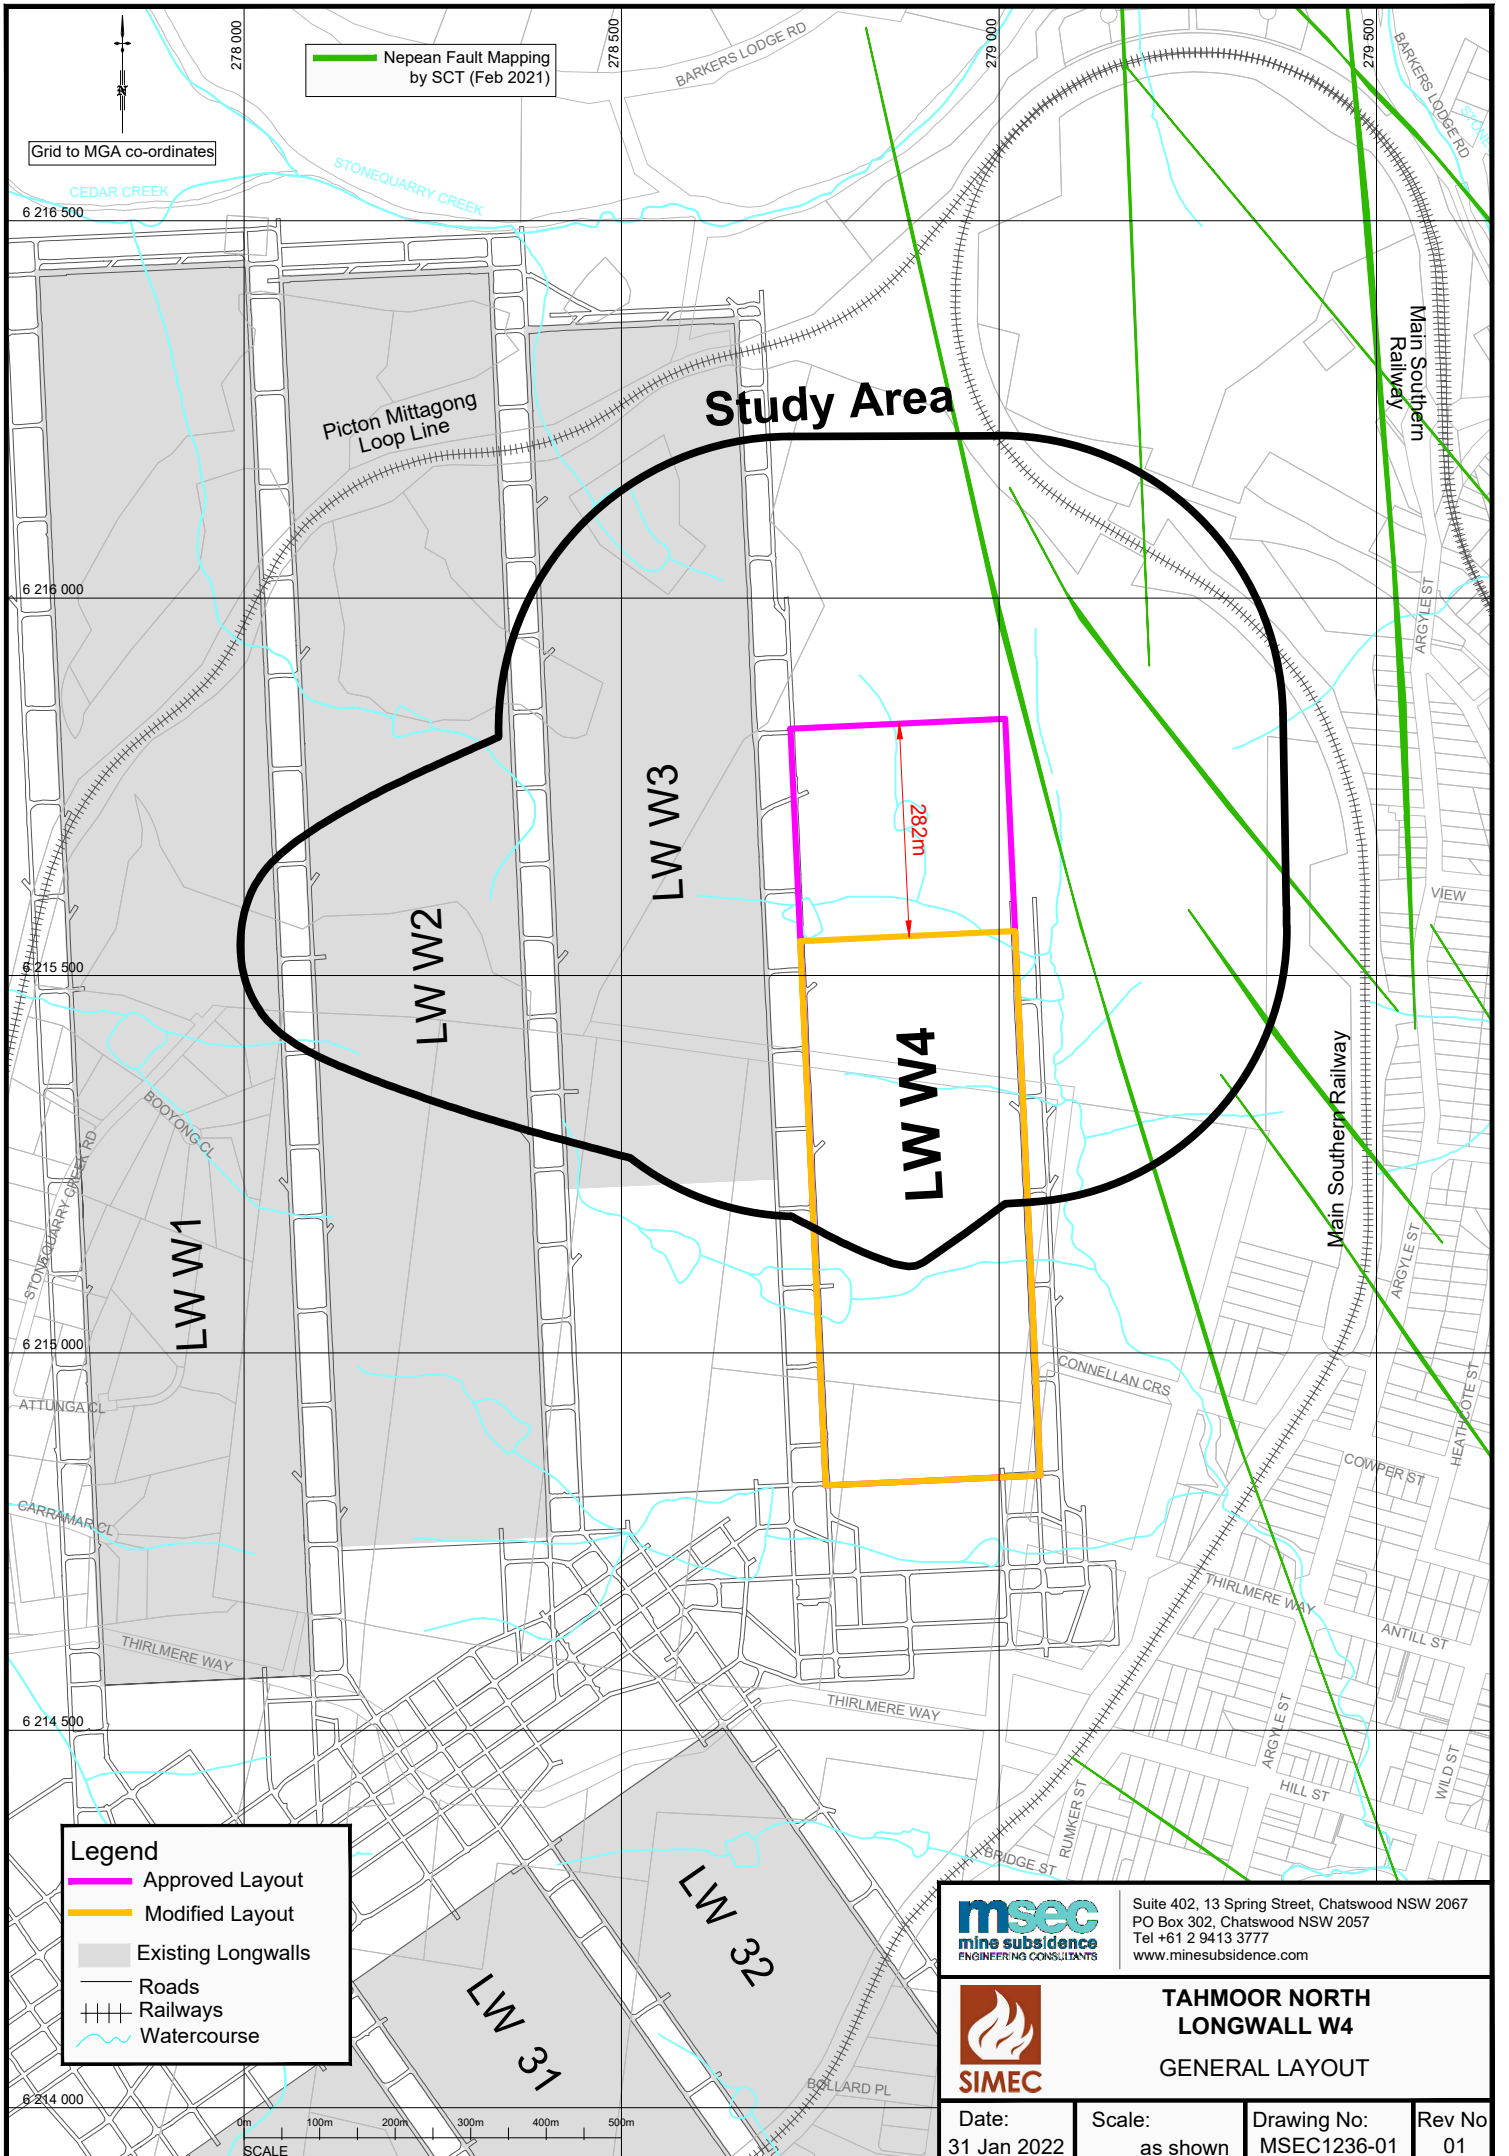 278 000
278 500
279 000
279 500
Nepean Fault Mapping
by SCT (Feb 2021)
BARKERS LODGE RD
BARKERS LODGE RD
N
Grid to MGA co-ordinates
CEDAR CREEK
STONEQUARRY CREEK
6 216 500
Main Southern
Railway
Picton Mittagong
Loop Line
Study Area
6 216 000
ARGYLE ST
LW W3
282m
VIEW
LW W2
6 215 500
LW W4
Main Southern Railway
BOOYONG CL
STONEQUARRY CREEK RD
LW W1
ARGYLE ST
6 215 000
CONNELLAN CRS
ATTUNGA CL
HEATHCOTE ST
COWPER ST
CARRAMAR CL
THIRLMERE WAY
ANTILL ST
THIRLMERE WAY
THIRLMERE WAY
6 214 500
ARGYLE ST
HILL ST
WILD ST
RUMKER ST
BRIDGE ST
LW 32
LW 31
BOLLARD PL
6 214 000
Legend
Approved Layout
Modified Layout
Existing Longwalls
Roads
Railways
Watercourse
0m 100m 200m 300m 400m 500m
SCALE
msec
mine subsidence
ENGINEERING CONSULTANTS
Suite 402, 13 Spring Street, Chatswood NSW 2067
PO Box 302, Chatswood NSW 2057
Tel +61 2 9413 3777
www.minesubsidence.com
SIMEC
TAHMOOR NORTH
LONGWALL W4
GENERAL LAYOUT
Date:
31 Jan 2022
Scale:
as shown
Drawing No:
MSEC1236-01
Rev No
01